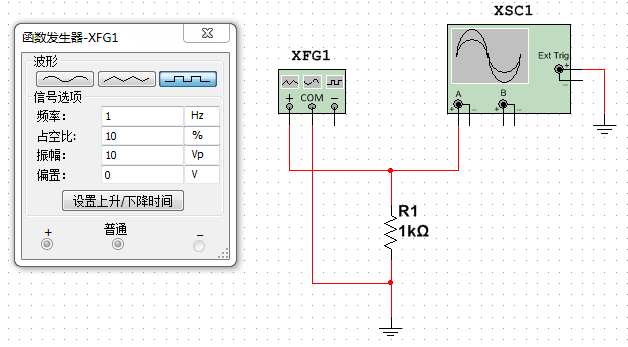 函数发生器-XFG1
波形
信号选项
频率: 1 Hz
占空比: 10 %
振幅: 10 Vp
偏置: 0 V
设置上升/下降时间
+ 普通 −
XFG1
+ COM −
XSC1
Ext Trig
+
−
A B
+ − + −
R1
1kΩ